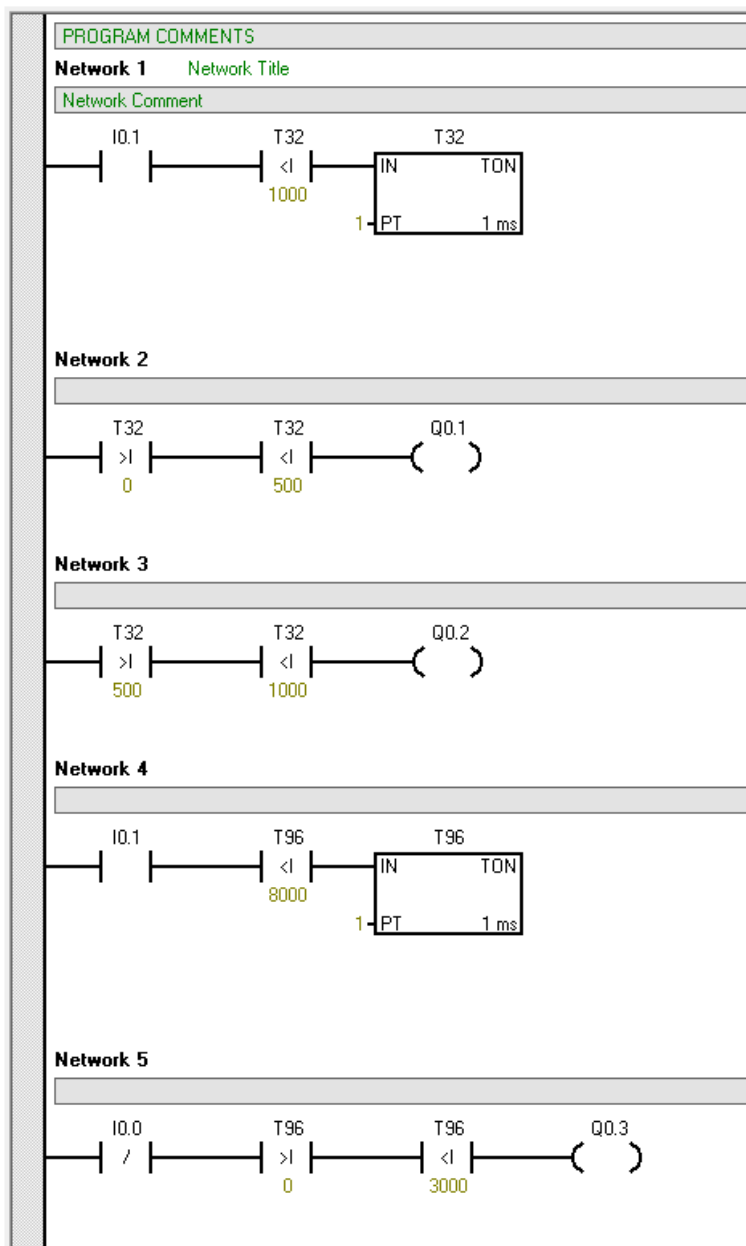 PROGRAM COMMENTS
Network 1 Network Title
Network Comment
I0.1 T32 T32
<I IN TON
1000
1 PT 1 ms
Network 2
T32 T32 Q0.1
>I <I
0 500
Network 3
T32 T32 Q0.2
>I <I
500 1000
Network 4
I0.1 T96 T96
<I IN TON
8000
1 PT 1 ms
Network 5
I0.0 T96 T96 Q0.3
/ >I <I
0 3000